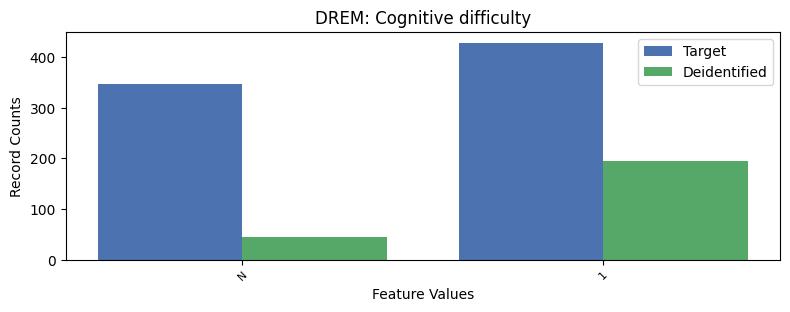 DREM: Cognitive difficulty
Target
Deidentified
Record Counts
400
300
200
100
0
N
1
Feature Values